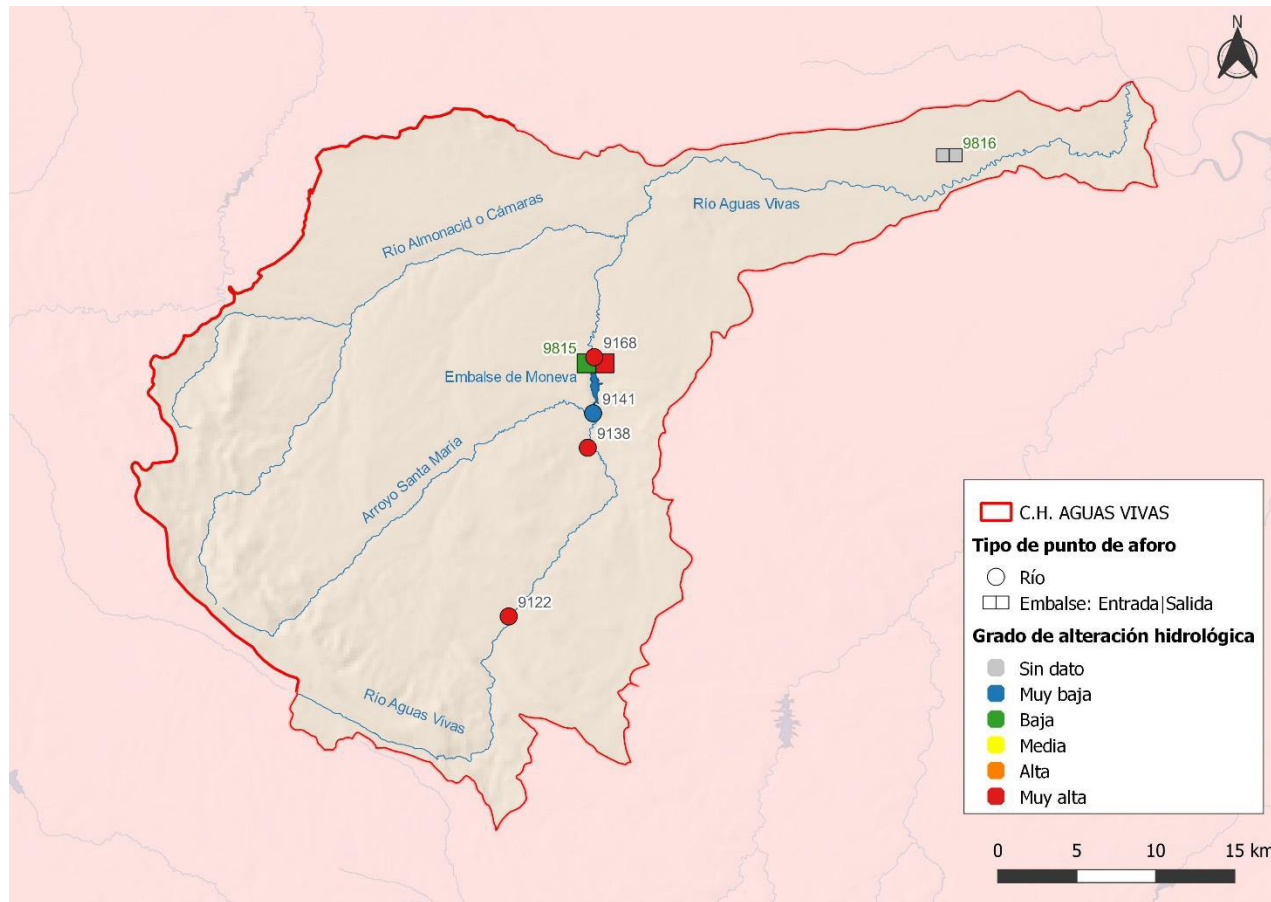 N
9816
Río Aguas Vivas
Río Almonacid o Cámaras
9168
9815
Embalse de Moneva
9141
9138
Arroyo Santa María
9122
Río Aguas Vivas
C.H. AGUAS VIVAS
Tipo de punto de aforo
Río
Embalse: Entrada|Salida
Grado de alteración hidrológica
Sin dato
Muy baja
Baja
Media
Alta
Muy alta
0 5 10 15 km